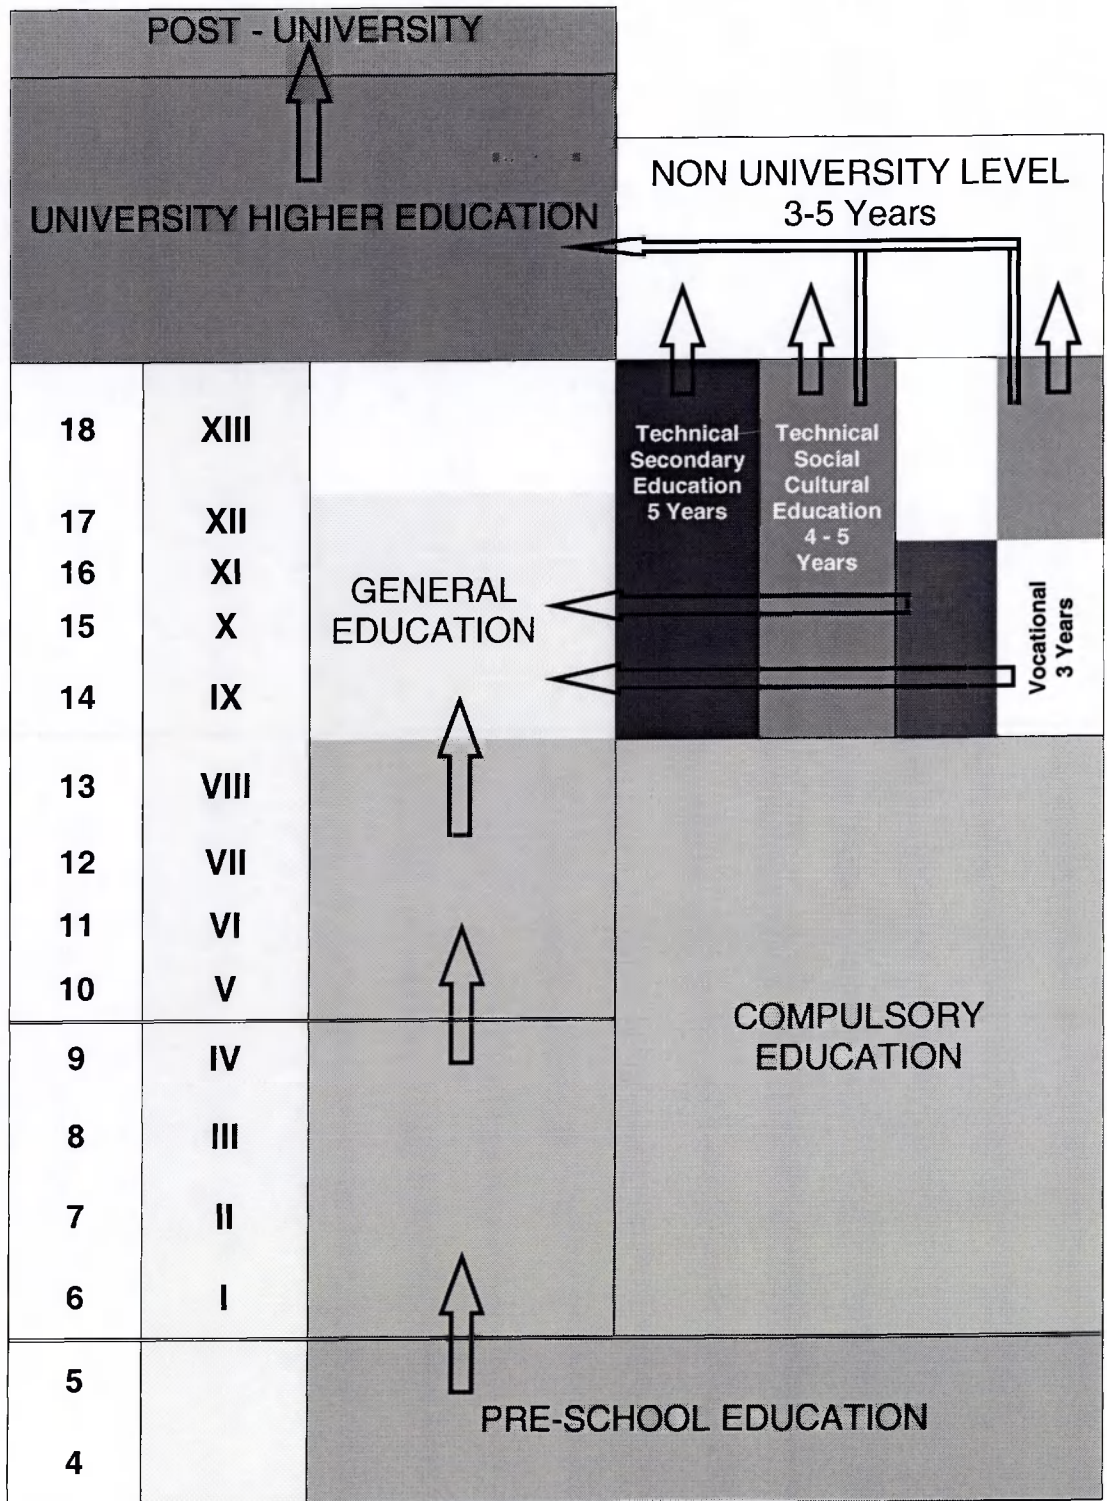 POST - UNIVERSITY
UNIVERSITY HIGHER EDUCATION
NON UNIVERSITY LEVEL
3-5 Years
18 XIII
17 XII
16 XI
15 X
14 IX
13 VIII
12 VII
11 VI
10 V
9 IV
8 III
7 II
6 I
5
4
GENERAL
EDUCATION
Technical
Secondary
Education
5 Years
Technical
Social
Cultural
Education
4 - 5
Years
Vocational
3 Years
COMPULSORY
EDUCATION
PRE-SCHOOL EDUCATION